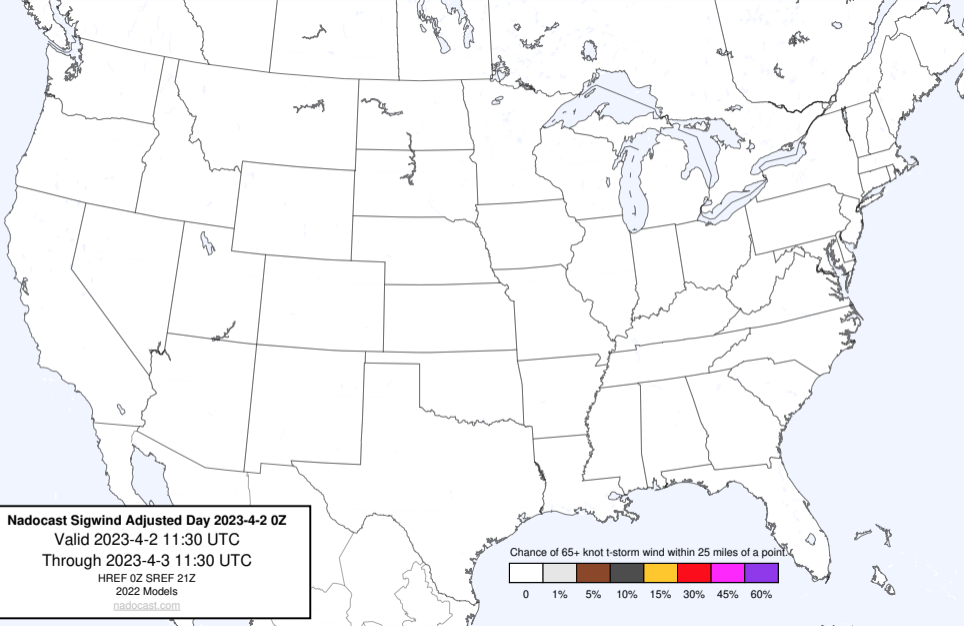 Nadocast Sigwind Adjusted Day 2023-4-2 0Z
Valid 2023-4-2 11:30 UTC
Through 2023-4-3 11:30 UTC
HREF 0Z SREF 21Z
2022 Models
nadocast.com
Chance of 65+ knot t-storm wind within 25 miles of a point.
0 1% 5% 10% 15% 30% 45% 60%